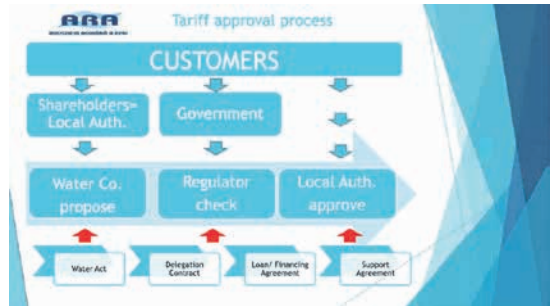 ARA
Tariff approval process
CUSTOMERS
Shareholders=
Local Auth.
Government
Water Co.
propose
Regulator
check
Local Auth.
approve
Water Act
Delegation
Contract
Loan/ Financing
Agreement
Support
Agreement